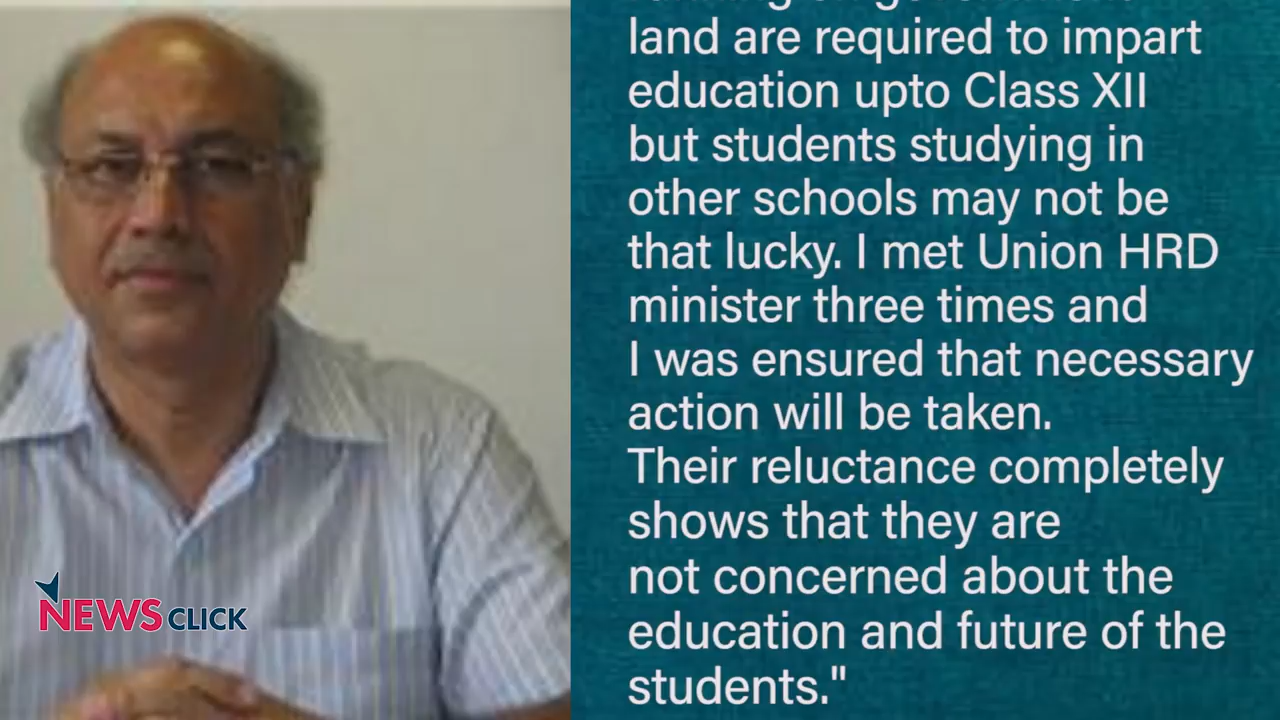 land are required to impart
education upto Class XII
but students studying in
other schools may not be
that lucky. I met Union HRD
minister three times and
I was ensured that necessary
action will be taken.
Their reluctance completely
shows that they are
not concerned about the
education and future of the
students."
NEWSCLICK